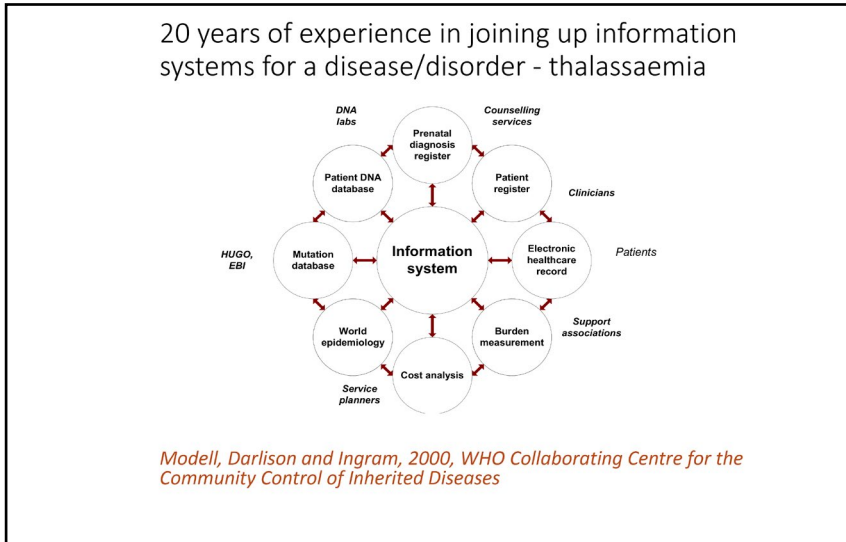 20 years of experience in joining up information
systems for a disease/disorder - thalassaemia
DNA
labs
Counselling
services
Prenatal
diagnosis
register
Patient DNA
database
Patient
register
Clinicians
HUGO,
EBI
Mutation
database
Information
system
Electronic
healthcare
record
Patients
World
epidemiology
Burden
measurement
Support
associations
Cost analysis
Service
planners
Modell, Darlison and Ingram, 2000, WHO Collaborating Centre for the
Community Control of Inherited Diseases